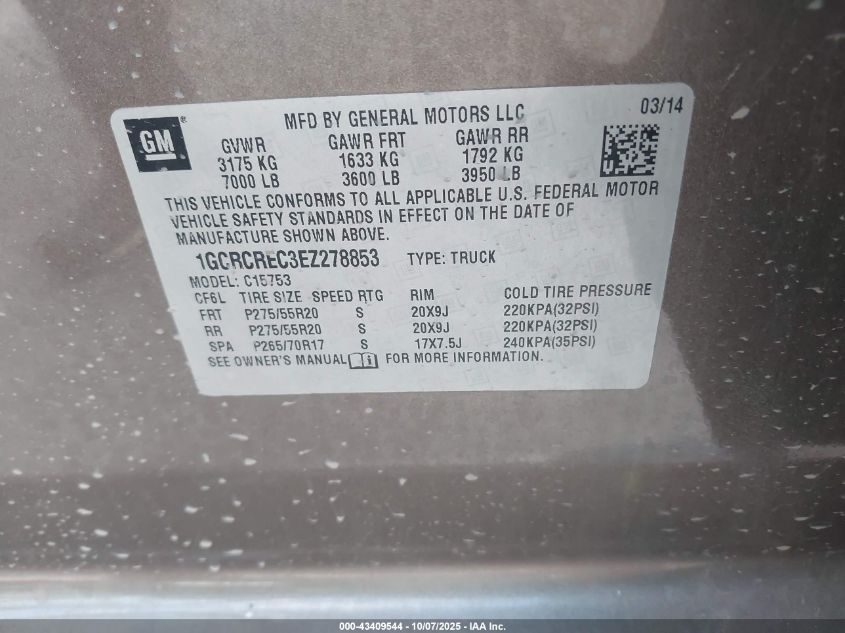 GM®
MFD BY GENERAL MOTORS LLC 03/14
GVWR GAWR FRT GAWR RR
3175 KG 1633 KG 1792 KG
7000 LB 3600 LB 3950 LB
THIS VEHICLE CONFORMS TO ALL APPLICABLE U.S. FEDERAL MOTOR
VEHICLE SAFETY STANDARDS IN EFFECT ON THE DATE OF
MANUFACTURE SHOWN ABOVE.
1GCRCREC3EZ278853 TYPE: TRUCK
MODEL: C15753
CF6L TIRE SIZE SPEED RTG RIM COLD TIRE PRESSURE
FRT P275/55R20 S 20X9J 220KPA(32PSI)
RR P275/55R20 S 20X9J 220KPA(32PSI)
SPA P265/70R17 S 17X7.5J 240KPA(35PSI)
SEE OWNER'S MANUAL FOR MORE INFORMATION.
000-43409544 - 10/07/2025 - IAA Inc.